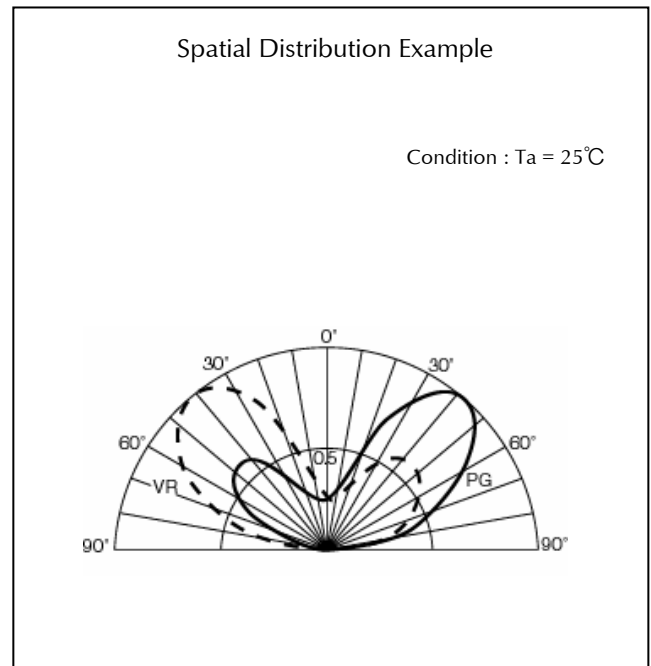 Spatial Distribution Example
Condition : Ta = 25℃
0°
30° 30°
60° 60°
0.5
VR PG
90° 90°